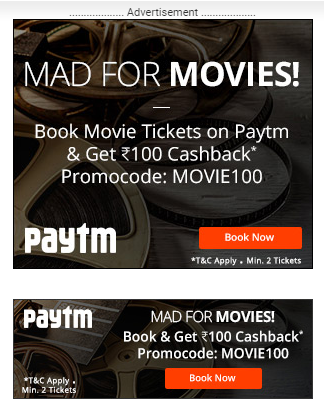 ................... Advertisement ...................
MAD FOR MOVIES!
Book Movie Tickets on Paytm
& Get ₹100 Cashback*
Promocode: MOVIE100
paytm
Book Now
*T&C Apply . Min. 2 Tickets
paytm
MAD FOR MOVIES!
Book & Get ₹100 Cashback*
Promocode: MOVIE100
*T&C Apply .
Min. 2 Tickets
Book Now